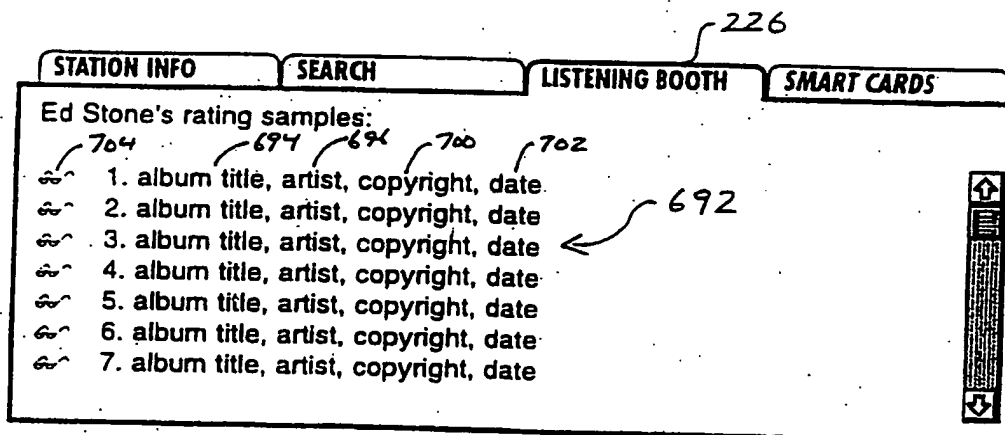 226
STATION INFO SEARCH LISTENING BOOTH SMART CARDS
Ed Stone's rating samples:
704 694 696 700 702
1. album title, artist, copyright, date
692
2. album title, artist, copyright, date
3. album title, artist, copyright, date
4. album title, artist, copyright, date
5. album title, artist, copyright, date
6. album title, artist, copyright, date
7. album title, artist, copyright, date